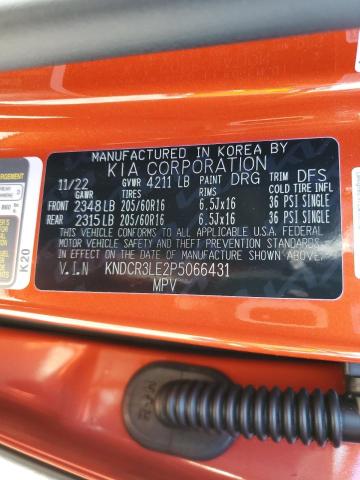 MANUFACTURED IN KOREA BY
KIA CORPORATION
11/22 GVWR 4211 LB PAINT DRG TRIM DFS
GAWR TIRES RIMS COLD TIRE INFL
FRONT 2348LB 205/60R16 6.5JX16 36 PSI SINGLE
REAR 2315LB 205/60R16 6.5JX16 36 PSI SINGLE
THIS VEHICLE CONFORMS TO ALL APPLICABLE
FEDERAL MOTOR VEHICLE SAFETY, BUMPER, AND
THEFT PREVENTION STANDARDS IN EFFECT ON THE
DATE OF MANUFACTURE SHOWN ABOVE.
V.I.N KNDCR3LE2P5066431
MPV
K20